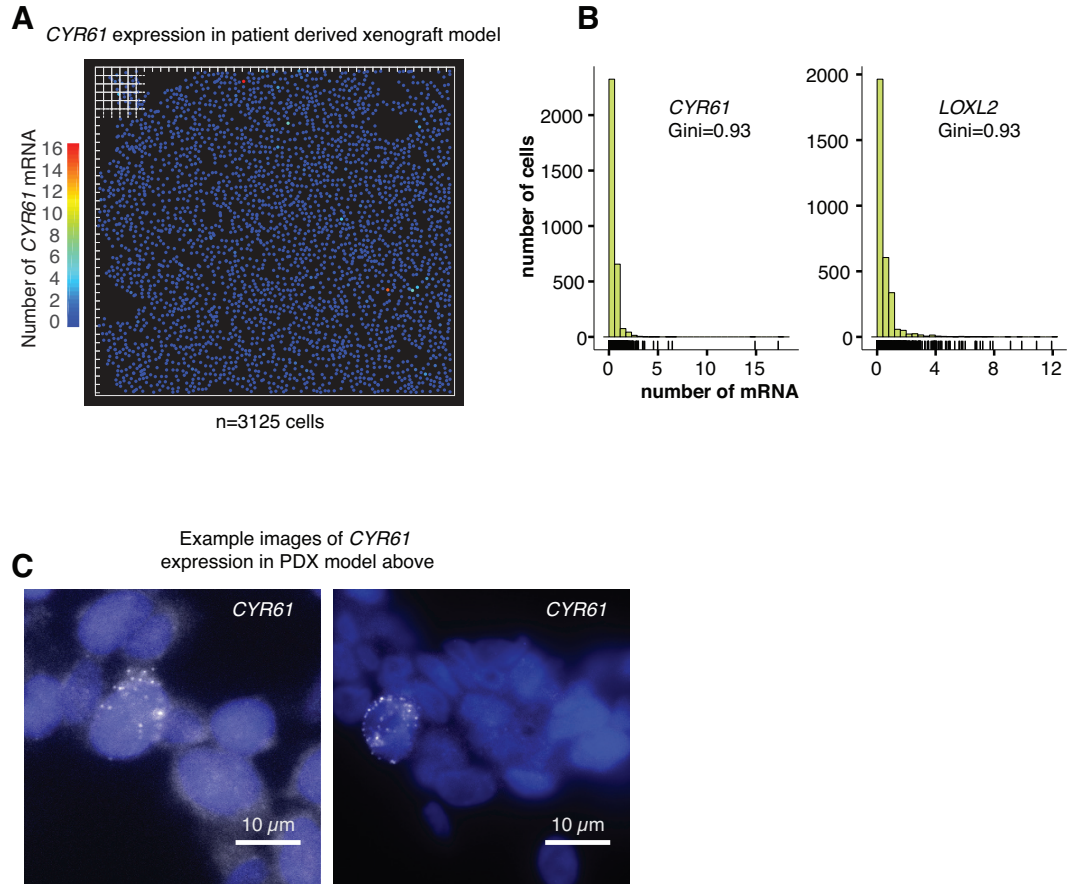 A
CYR61 expression in patient derived xenograft model
Number of CYR61 mRNA
16
14
12
10
8
6
4
2
0
n=3125 cells
B
number of cells
2000
1500
1000
500
0
CYR61
Gini=0.93
0 5 10 15
2000
1500
1000
500
0
LOXL2
Gini=0.93
0 4 8 12
number of mRNA
C
Example images of CYR61
expression in PDX model above
CYR61
10 μm
CYR61
10 μm